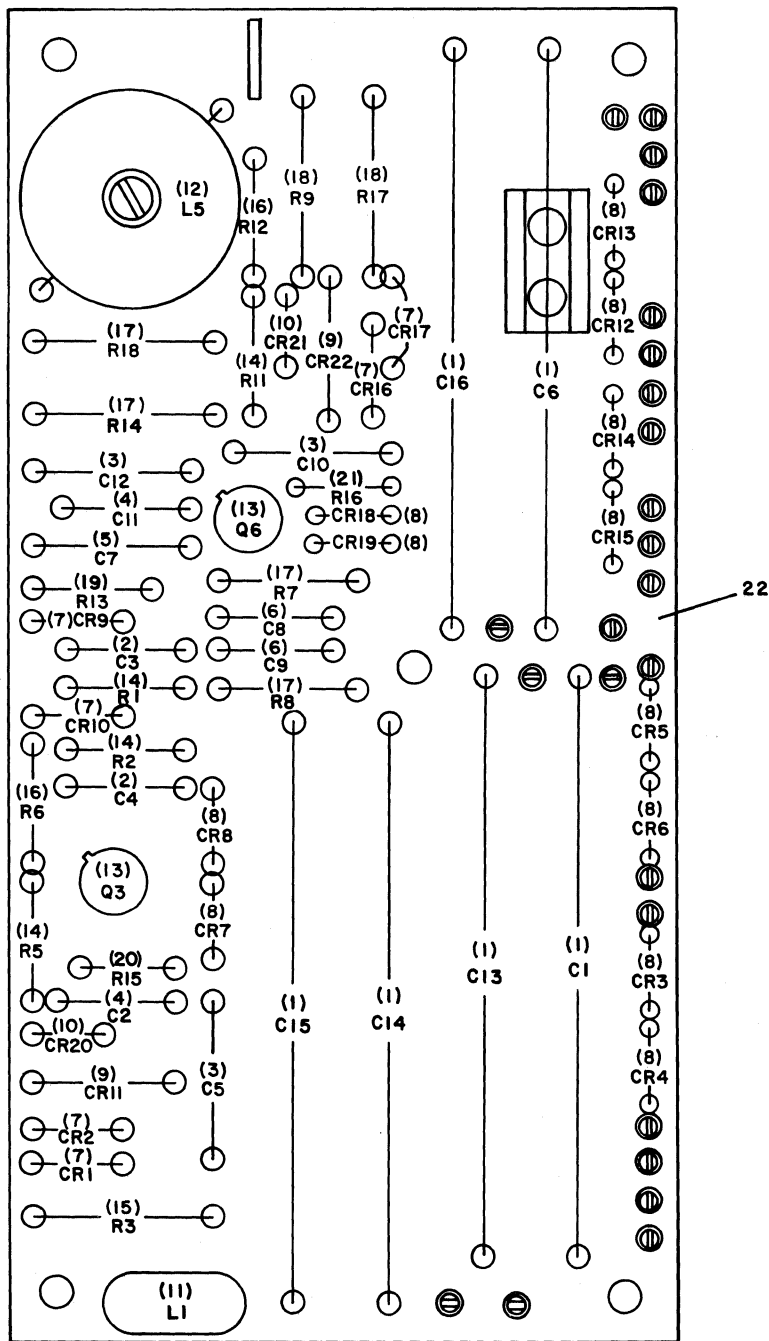 (12)
L5
(16)
R12
(18)
R9
(18)
R17
(8)
CR13
(8)
CR12
(17)
R18
(14)
R11
(10)
CR21
(9)
CR22
(7)
CR17
(7)
CR16
(1)
C16
(1)
C6
(17)
R14
(8)
CR14
(3)
C12
(3)
C10
(4)
C11
(21)
R16
(13)
Q6
CR18 (8)
CR19 (8)
(8)
CR15
(5)
C7
(19)
R13
(17)
R7
22
(7)CR9
(6)
C8
(2)
C3
(6)
C9
(14)
R1
(17)
R8
(7)
CR10
(8)
CR5
(14)
R2
(2)
C4
(16)
R6
(8)
CR8
(8)
CR6
(13)
Q3
(8)
CR7
(14)
R5
(20)
R15
(1)
C13
(1)
C1
(8)
CR3
(4)
C2
(1)
C15
(1)
C14
(10)
CR20
(8)
CR4
(9)
CR11
(3)
C5
(7)
CR2
(7)
CR1
(15)
R3
(11)
L1